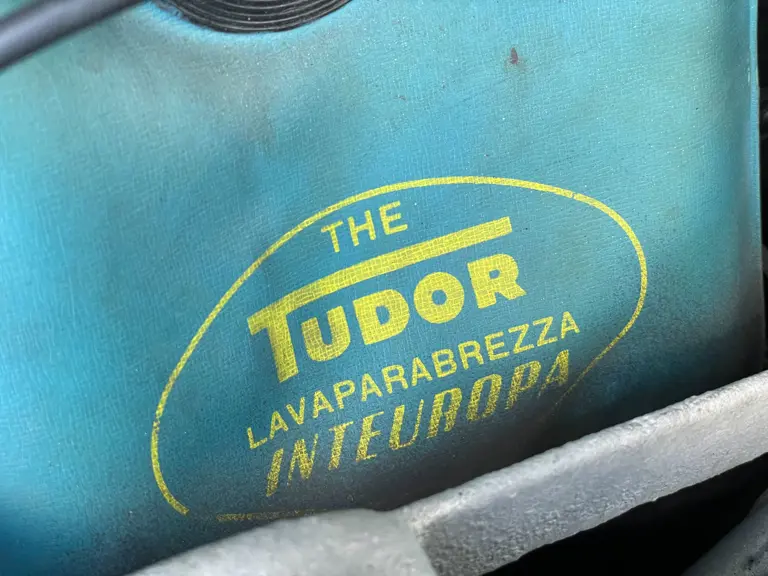 THE
TUDOR
LAVAPARABREZZA
INTEUROPA